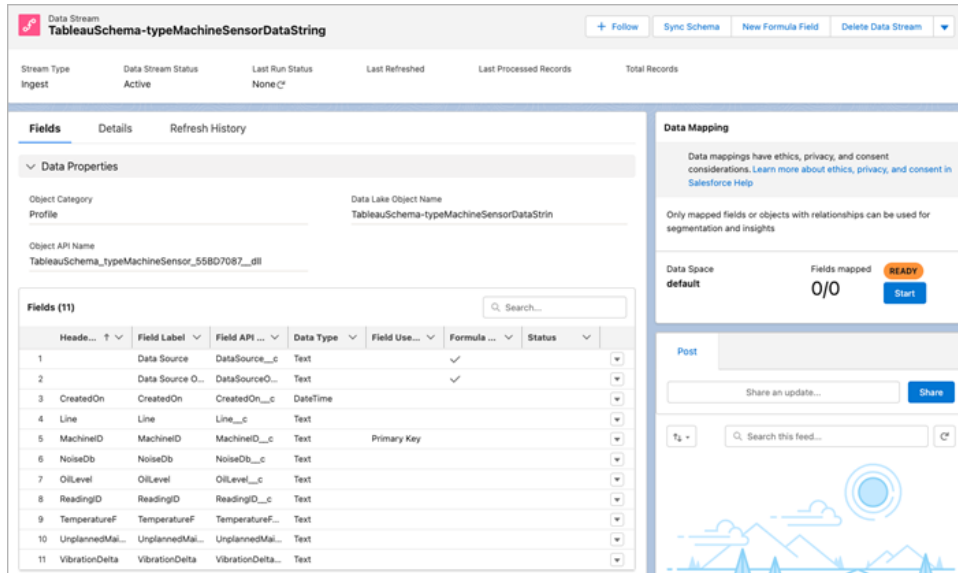 Data Stream
TableauSchema-typeMachineSensorDataString
+ Follow
Sync Schema
New Formula Field
Delete Data Stream
Stream Type
Data Stream Status
Last Run Status
Last Refreshed
Last Processed Records
Total Records
Ingest
Active
None
Fields
Details
Refresh History
Data Properties
Object Category
Data Lake Object Name
Profile
TableauSchema-typeMachineSensorDataStrin
Object API Name
TableauSchema_typeMachineSensor_55BD7087__dll
Fields (11)
Search...
Heade... Field Label Field API ... Data Type Field Use... Formula ... Status
1 Data Source DataSource__c Text
2 Data Source O... DataSourceO... Text
3 CreatedOn CreatedOn CreatedOn__c DateTime
4 Line Line Line__c Text
5 MachineID MachineID MachineID__c Text Primary Key
6 NoiseDb NoiseDb NoiseDb__c Text
7 OilLevel OilLevel OilLevel__c Text
8 ReadingID ReadingID ReadingID__c Text
9 TemperatureF TemperatureF TemperatureF... Text
10 UnplannedMai... UnplannedMai... UnplannedMai... Text
11 VibrationDelta VibrationDelta VibrationDelta... Text
Data Mapping
Data mappings have ethics, privacy, and consent
considerations. Learn more about ethics, privacy, and consent in
Salesforce Help
Only mapped fields or objects with relationships can be used for
segmentation and insights
Data Space
Fields mapped
READY
default
0/0
Start
Post
Share an update...
Share
Search this feed...